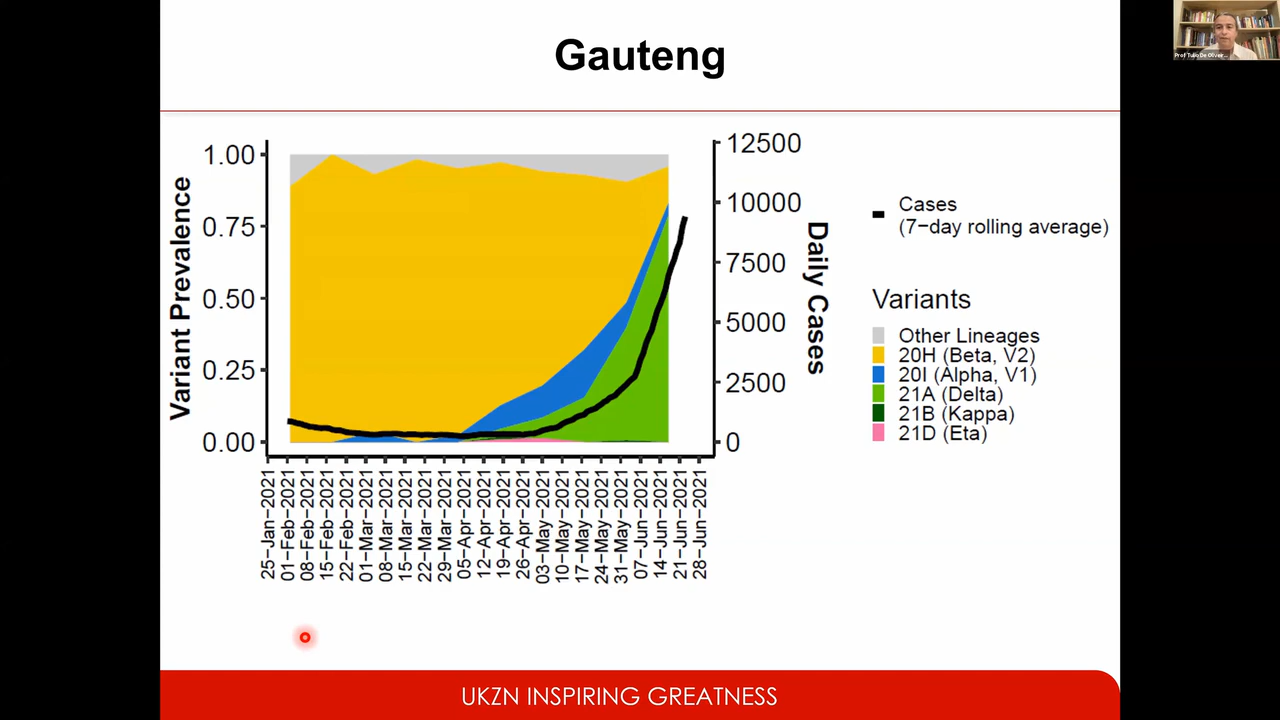 Gauteng
Prof Tulio De Oliveir...
1.00
0.75
0.50
0.25
0.00
Variant Prevalence
12500
10000
7500
5000
2500
0
Daily Cases
25−Jan−2021
01−Feb−2021
08−Feb−2021
15−Feb−2021
22−Feb−2021
01−Mar−2021
08−Mar−2021
15−Mar−2021
22−Mar−2021
29−Mar−2021
05−Apr−2021
12−Apr−2021
19−Apr−2021
26−Apr−2021
03−May−2021
10−May−2021
17−May−2021
24−May−2021
31−May−2021
07−Jun−2021
14−Jun−2021
21−Jun−2021
28−Jun−2021
Cases
(7−day rolling average)
Variants
Other Lineages
20H (Beta, V2)
20I (Alpha, V1)
21A (Delta)
21B (Kappa)
21D (Eta)
UKZN INSPIRING GREATNESS